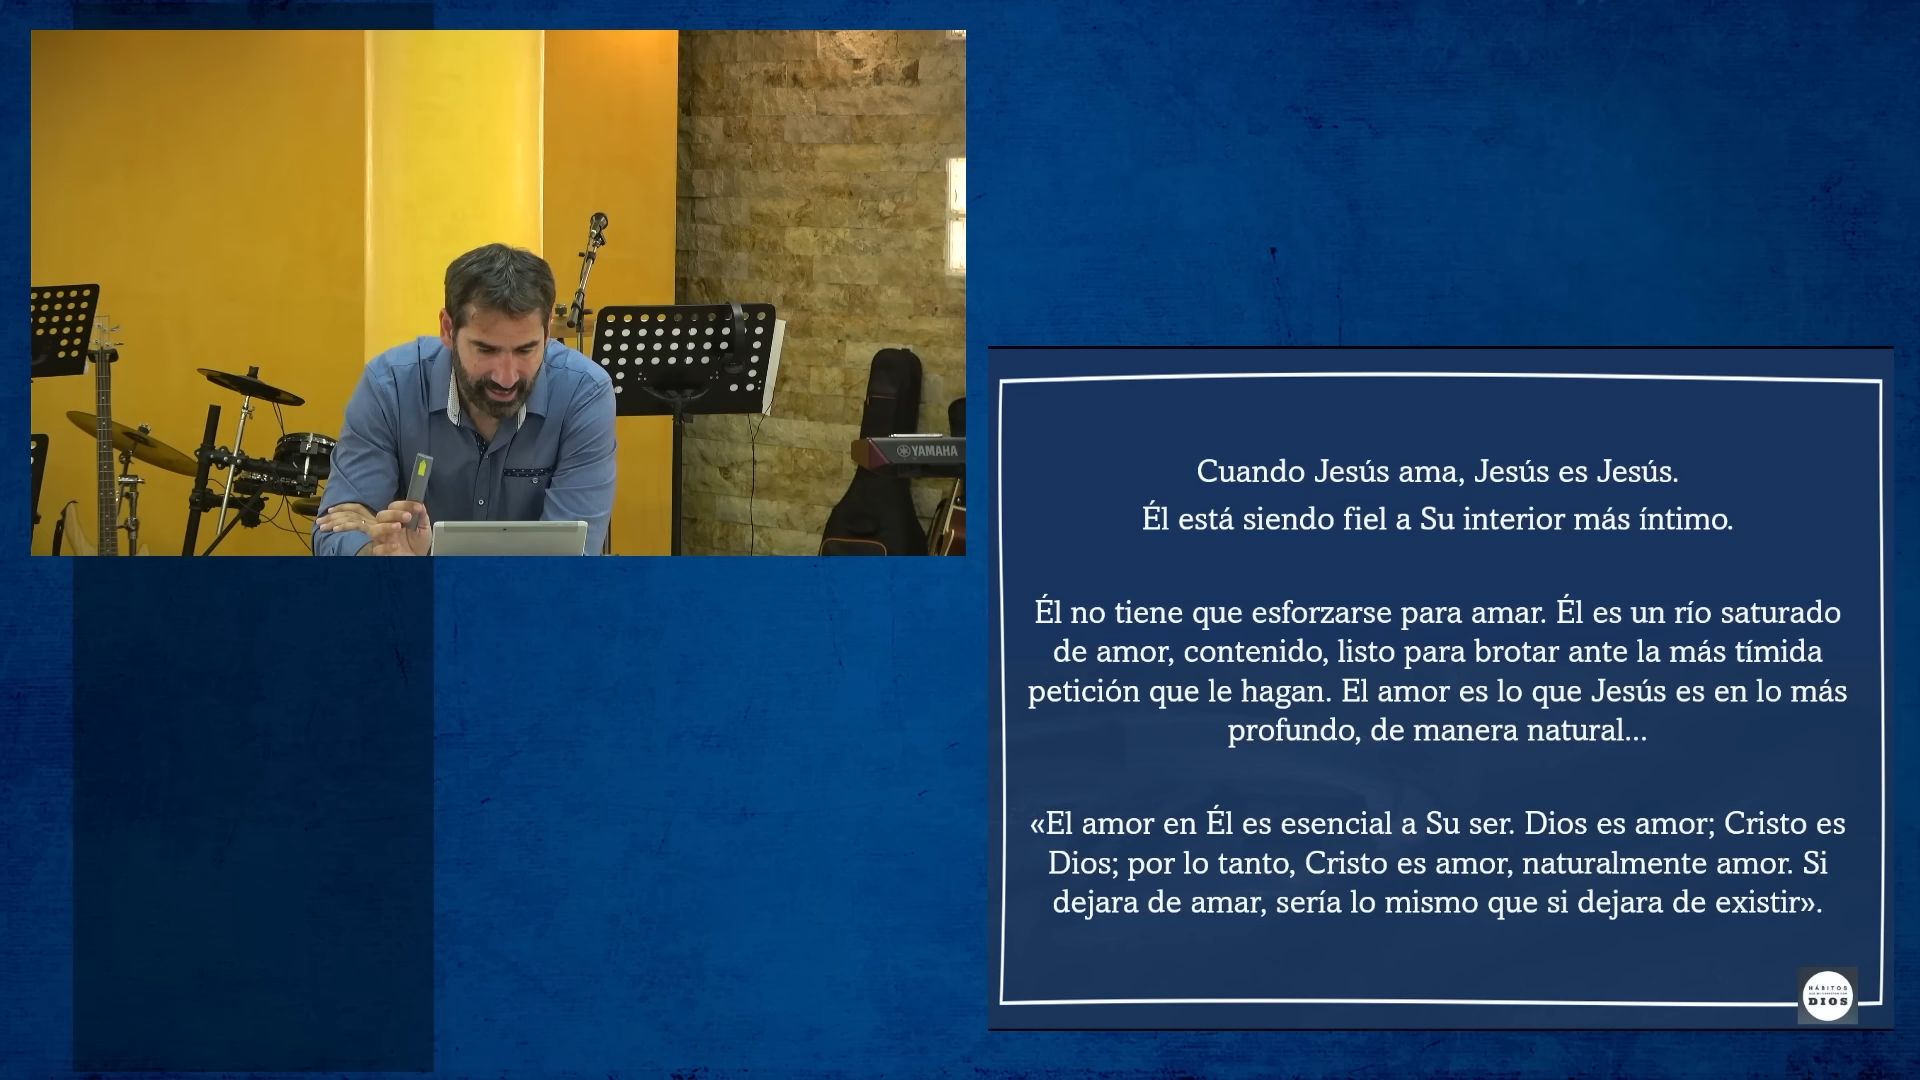 YAMAHA
Cuando Jesús ama, Jesús es Jesús.
Él está siendo fiel a Su interior más íntimo.
Él no tiene que esforzarse para amar. Él es un río saturado
de amor, contenido, listo para brotar ante la más tímida
petición que le hagan. El amor es lo que Jesús es en lo más
profundo, de manera natural...
«El amor en Él es esencial a Su ser. Dios es amor; Cristo es
Dios; por lo tanto, Cristo es amor, naturalmente amor. Si
dejara de amar, sería lo mismo que si dejara de existir».
HÁBITOS
DIOS